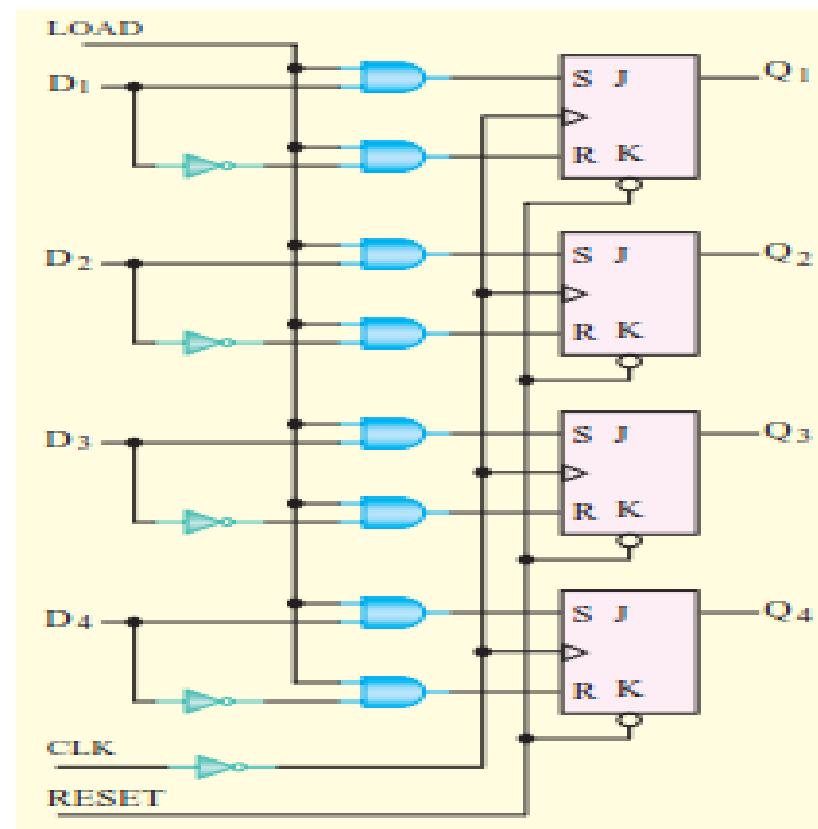 LOAD
D1 S J Q1
R K
D2 S J Q2
R K
D3 S J Q3
R K
D4 S J Q4
R K
CLK
RESET